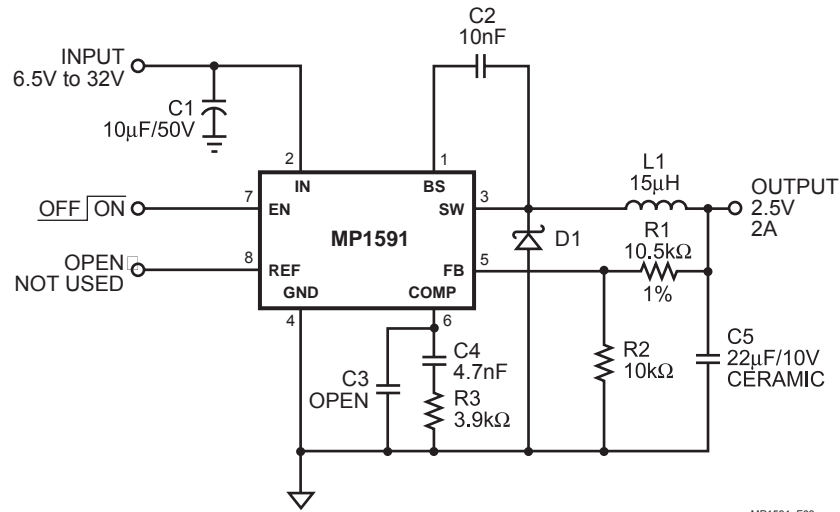 C2
10nF
INPUT
6.5V to 32V
C1
10μF/50V
2
1
IN
BS
L1
15μH
OFF ON
7
EN
SW
3
OUTPUT
2.5V
2A
MP1591
D1
R1
10.5kΩ
1%
OPEN
NOT USED
8
REF
FB
5
GND
COMP
4
6
C3
OPEN
C4
4.7nF
R3
3.9kΩ
R2
10kΩ
C5
22μF/10V
CERAMIC